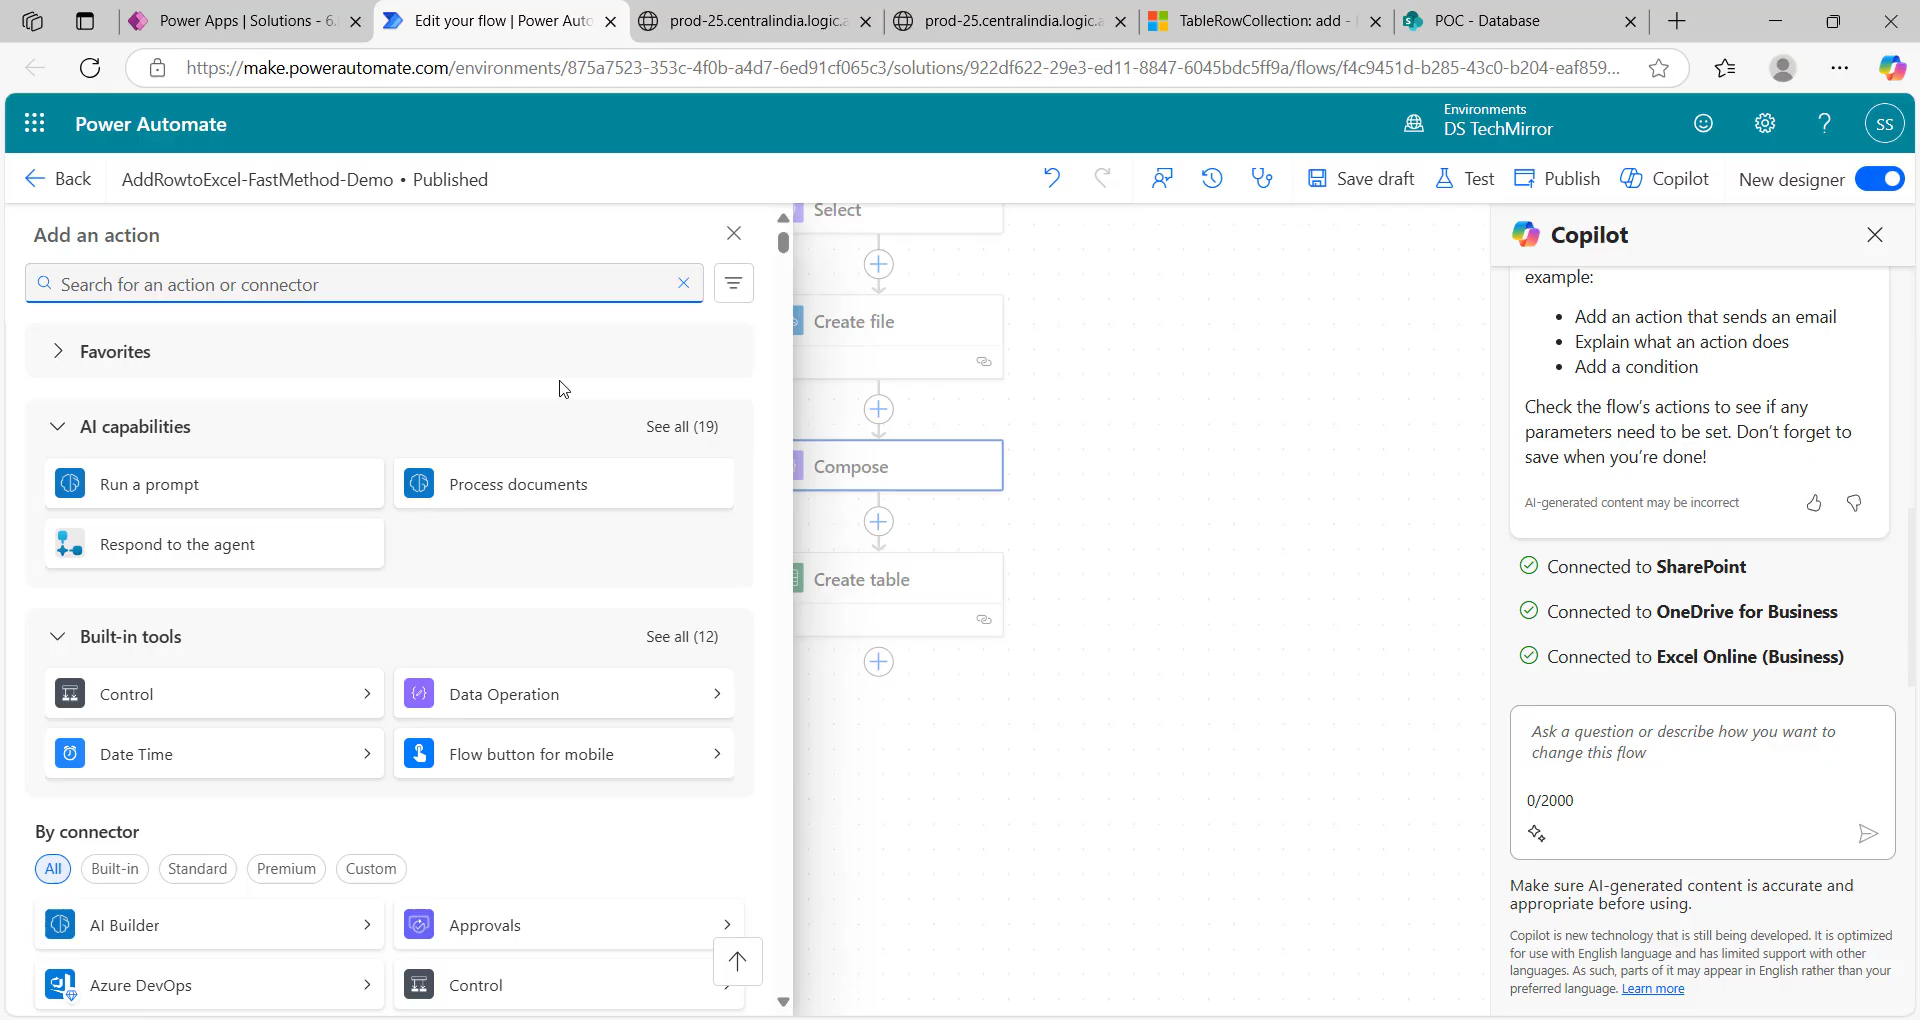 Power Apps | Solutions - 6.
Edit your flow | Power Auto
prod-25.centralindia.logic.a
prod-25.centralindia.logic.a
TableRowCollection: add -
POC - Database
https://make.powerautomate.com/environments/875a7523-353c-4f0b-a4d7-6ed91cf065c3/solutions/922df622-29e3-ed11-8847-6045bdc5ff9a/flows/f4c9451d-b285-43c0-b204-eaf859...
Power Automate
Environments
DS TechMirror
SS
Back
AddRowtoExcel-FastMethod-Demo • Published
Save draft
Test
Publish
Copilot
New designer
Add an action
Search for an action or connector
Favorites
AI capabilities
See all (19)
Run a prompt
Process documents
Respond to the agent
Built-in tools
See all (12)
Control
Data Operation
Date Time
Flow button for mobile
By connector
All
Built-in
Standard
Premium
Custom
AI Builder
Approvals
Azure DevOps
Control
Select
Create file
Compose
Create table
Copilot
example:
• Add an action that sends an email
• Explain what an action does
• Add a condition
Check the flow's actions to see if any
parameters need to be set. Don't forget to
save when you're done!
AI-generated content may be incorrect
Connected to SharePoint
Connected to OneDrive for Business
Connected to Excel Online (Business)
Ask a question or describe how you want to
change this flow
0/2000
Make sure AI-generated content is accurate and
appropriate before using.
Copilot is new technology that is still being developed. It is optimized
for use with English language and has limited support with other
languages. As such, parts of it may appear in English rather than your
preferred language. Learn more